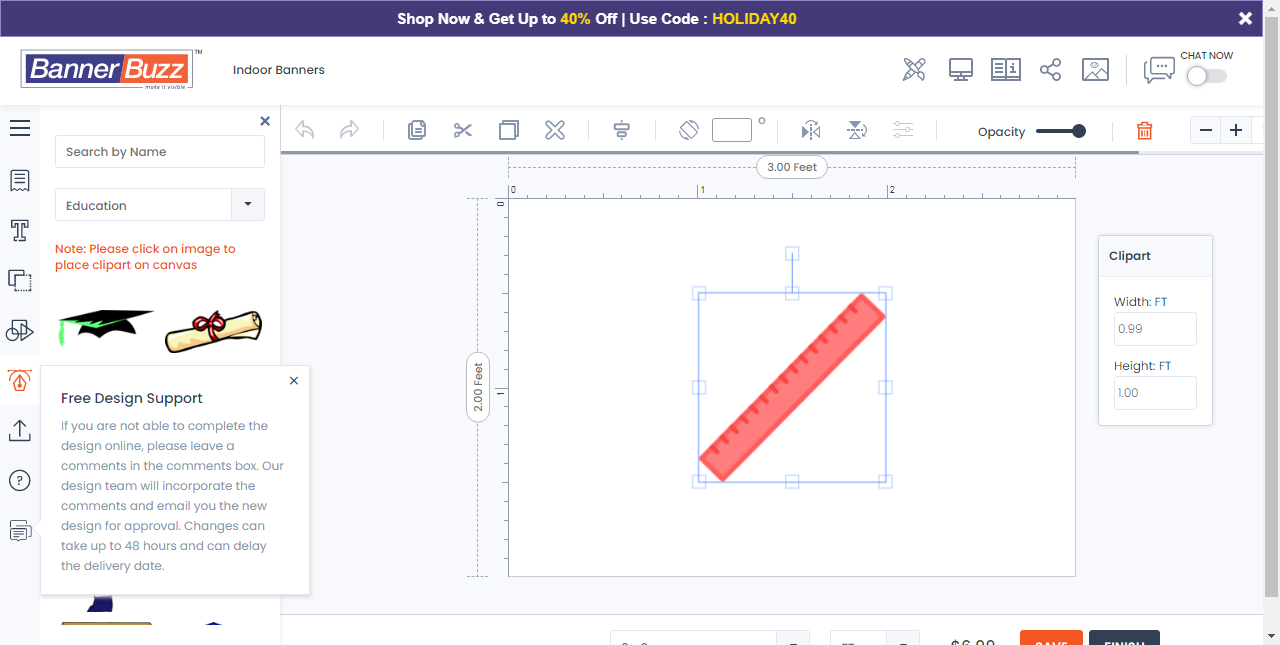 Shop Now & Get Up to 40% Off | Use Code : HOLIDAY40
BannerBuzz
TM
make it visible
Indoor Banners
CHAT NOW
Search by Name
Education
Note: Please click on image to
place clipart on canvas
Opacity
3.00 Feet
0
1
2
0
1
2.00 Feet
Clipart
Width: FT
0.99
Height: FT
1.00
Free Design Support
If you are not able to complete the
design online, please leave a
comments in the comments box. Our
design team will incorporate the
comments and email you the new
design for approval. Changes can
take up to 48 hours and can delay
the delivery date.
$6.99
SAVE
FINISH